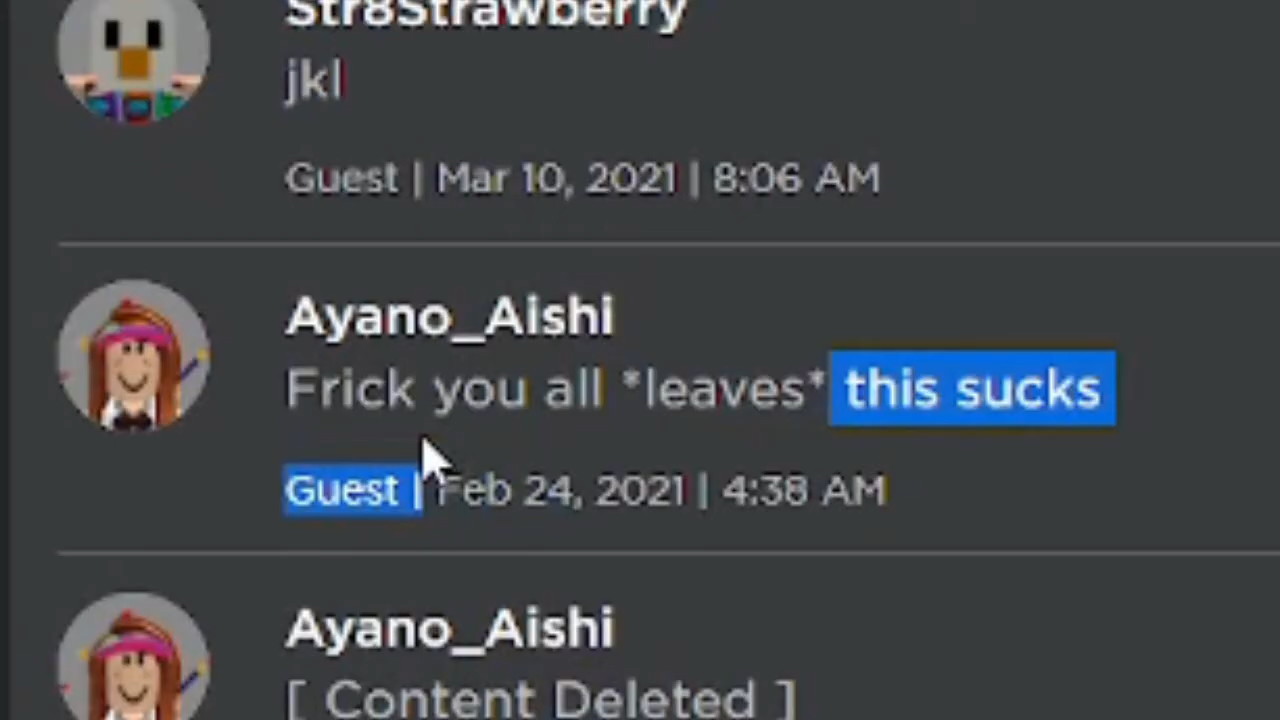 Str8Strawberry
jkl
Guest | Mar 10, 2021 | 8:06 AM
Ayano_Aishi
Frick you all *leaves* this sucks
Guest | Feb 24, 2021 | 4:38 AM
Ayano_Aishi
[ Content Deleted ]